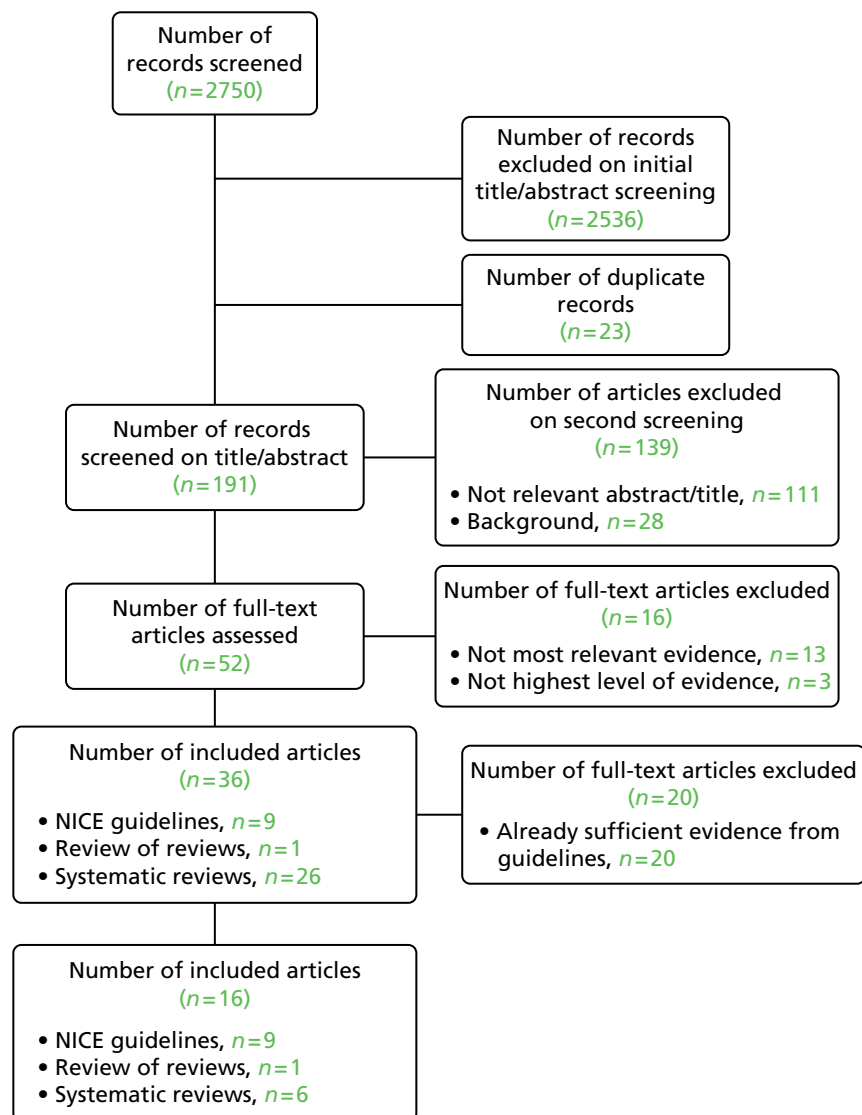 Number of
records screened
(n=2750)
Number of records
excluded on initial
title/abstract screening
(n=2536)
Number of duplicate
records
(n=23)
Number of records
screened on title/abstract
(n=191)
Number of articles excluded
on second screening
(n=139)
• Not relevant abstract/title, n=111
• Background, n=28
Number of full-text
articles assessed
(n=52)
Number of full-text articles excluded
(n=16)
• Not most relevant evidence, n=13
• Not highest level of evidence, n=3
Number of included articles
(n=36)
• NICE guidelines, n=9
• Review of reviews, n=1
• Systematic reviews, n=26
Number of full-text articles excluded
(n=20)
• Already sufficient evidence from
guidelines, n=20
Number of included articles
(n=16)
• NICE guidelines, n=9
• Review of reviews, n=1
• Systematic reviews, n=6